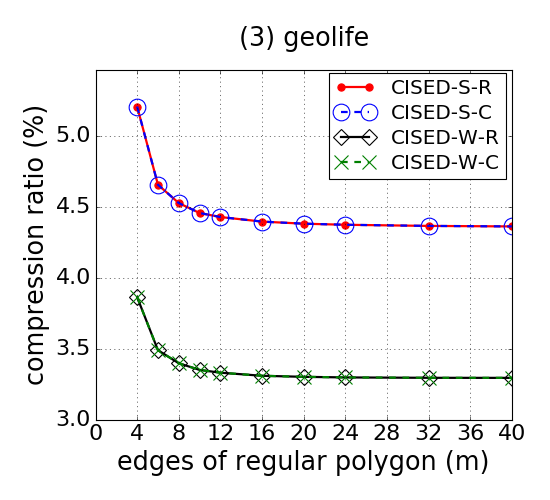 (3) geolife
compression ratio (%)
5.0
4.5
4.0
3.5
3.0
CISED-S-R
CISED-S-C
CISED-W-R
CISED-W-C
0 4 8 12 16 20 24 28 32 36 40
edges of regular polygon (m)